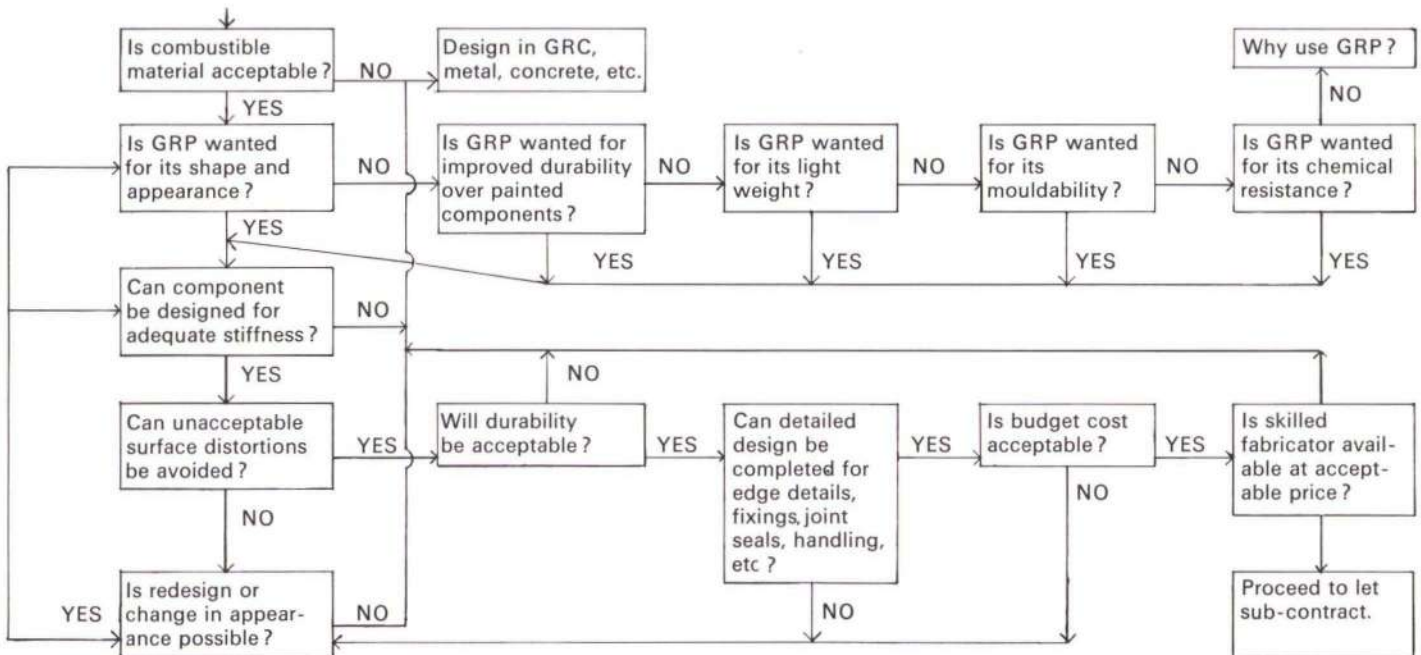 Is combustible
material acceptable?
NO
Design in GRC,
metal, concrete, etc.
Why use GRP?
YES
NO
Is GRP wanted
for its shape and
appearance?
NO
Is GRP wanted for
improved durability
over painted
components?
NO
Is GRP wanted
for its light
weight?
NO
Is GRP wanted
for its
mouldability?
NO
Is GRP wanted
for its chemical
resistance?
YES
YES
YES
YES
YES
Can component
be designed for
adequate stiffness?
NO
YES
NO
Can unacceptable
surface distortions
be avoided?
YES
Will durability
be acceptable?
YES
Can detailed
design be
completed for
edge details,
fixings, joint
seals, handling,
etc?
YES
Is budget cost
acceptable?
YES
Is skilled
fabricator avail-
able at accept-
able price?
NO
NO
YES
Is redesign or
change in appear-
ance possible?
NO
NO
Proceed to let
sub-contract.